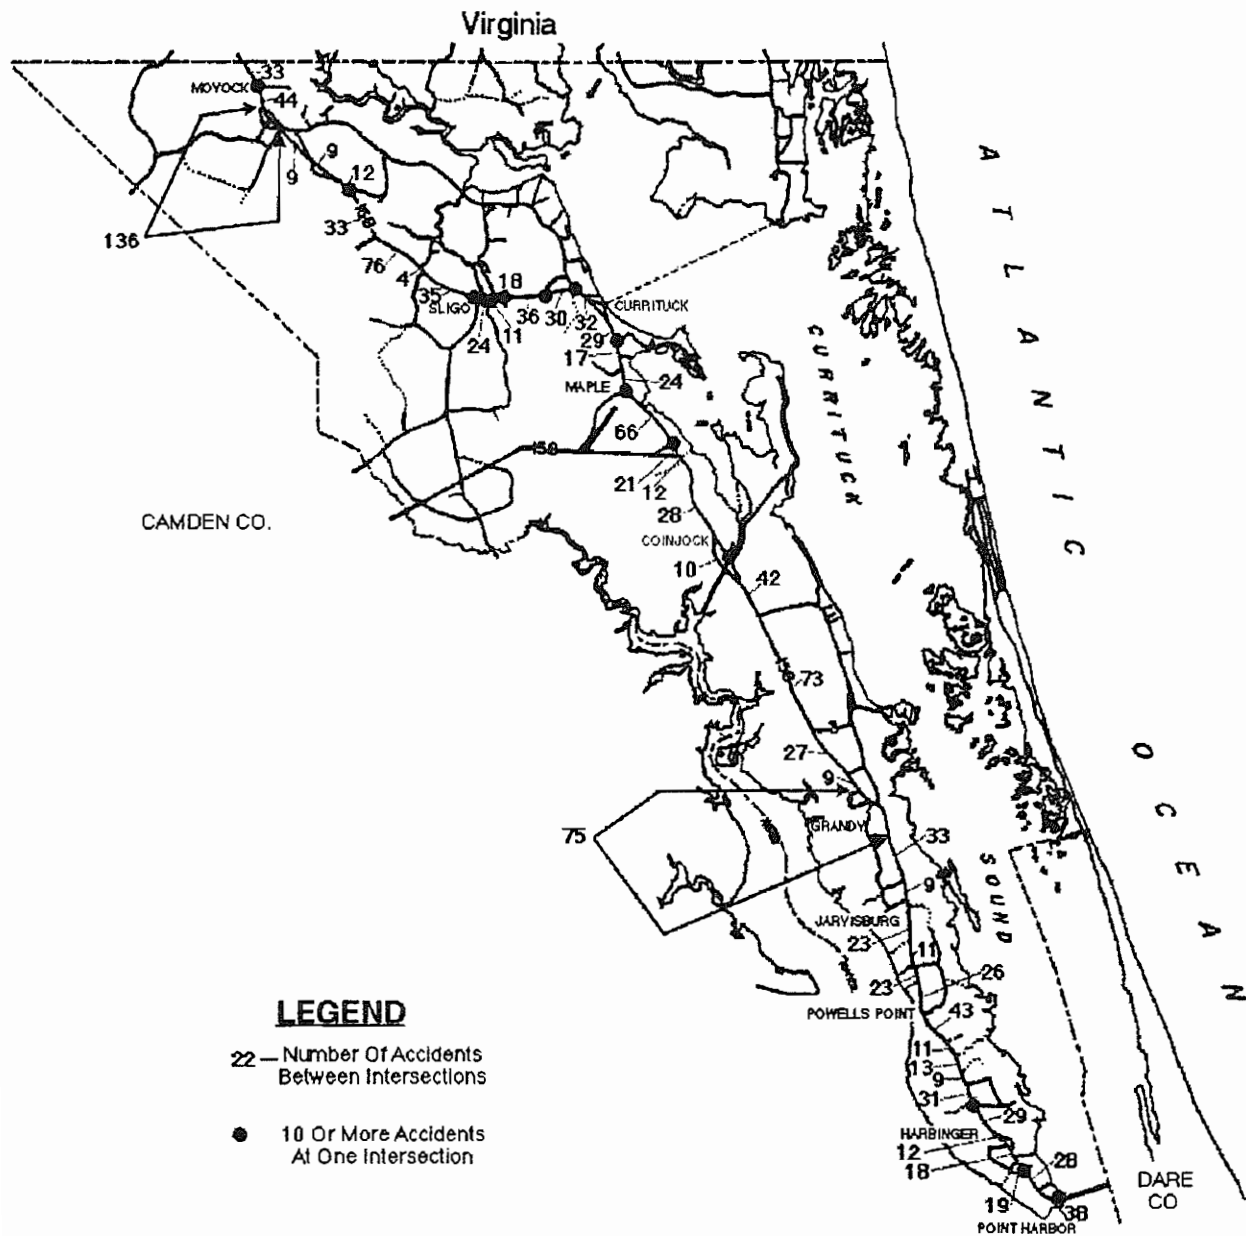 Virginia
33
MOYOCK
44
9
9
12
136
33
76
4
35
18
SLIGO
36
30
32
CURRITUCK
24
11
29
17
MAPLE
24
66
158
21
12
28
CAMDEN CO.
COINJOCK
10
42
73
27
9
75
GRANDY
33
9
JARVISBURG
23
11
23
26
POWELLS POINT
43
11
13
9
31
29
HARBINGER
12
18
28
19
38
POINT HARBOR
DARE
CO
CURRITUCK
SOUND
ATLANTIC
OCEAN
LEGEND
22 — Number Of Accidents
Between Intersections
10 Or More Accidents
At One Intersection